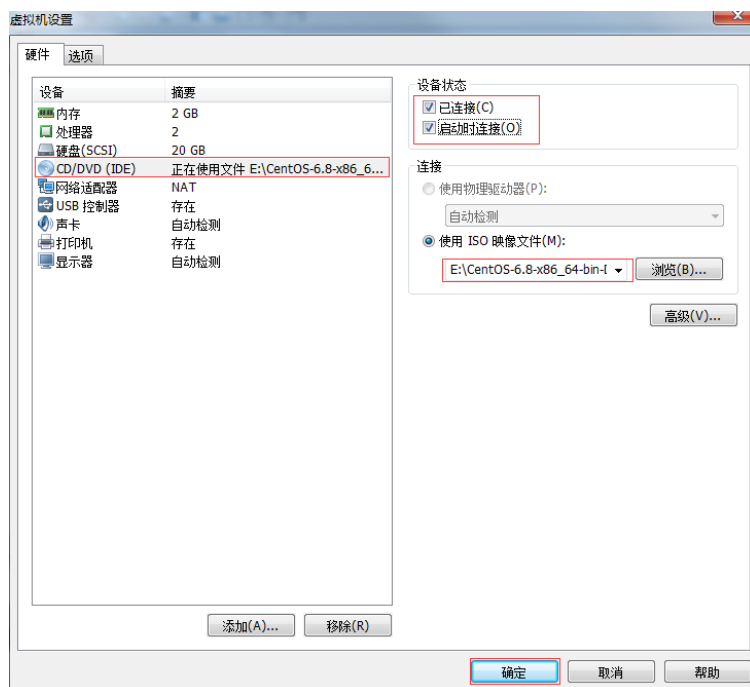 虚拟机设置
硬件 选项
设备 摘要
内存 2 GB
处理器 2
硬盘(SCSI) 20 GB
CD/DVD (IDE) 正在使用文件 E:\CentOS-6.8-x86_6...
网络适配器 NAT
USB 控制器 存在
声卡 自动检测
打印机 存在
显示器 自动检测
添加(A)... 移除(R)
设备状态
已连接(C)
启动时连接(O)
连接
使用物理驱动器(P):
自动检测
使用 ISO 映像文件(M):
E:\CentOS-6.8-x86_64-bin-I 浏览(B)...
高级(V)...
确定 取消 帮助